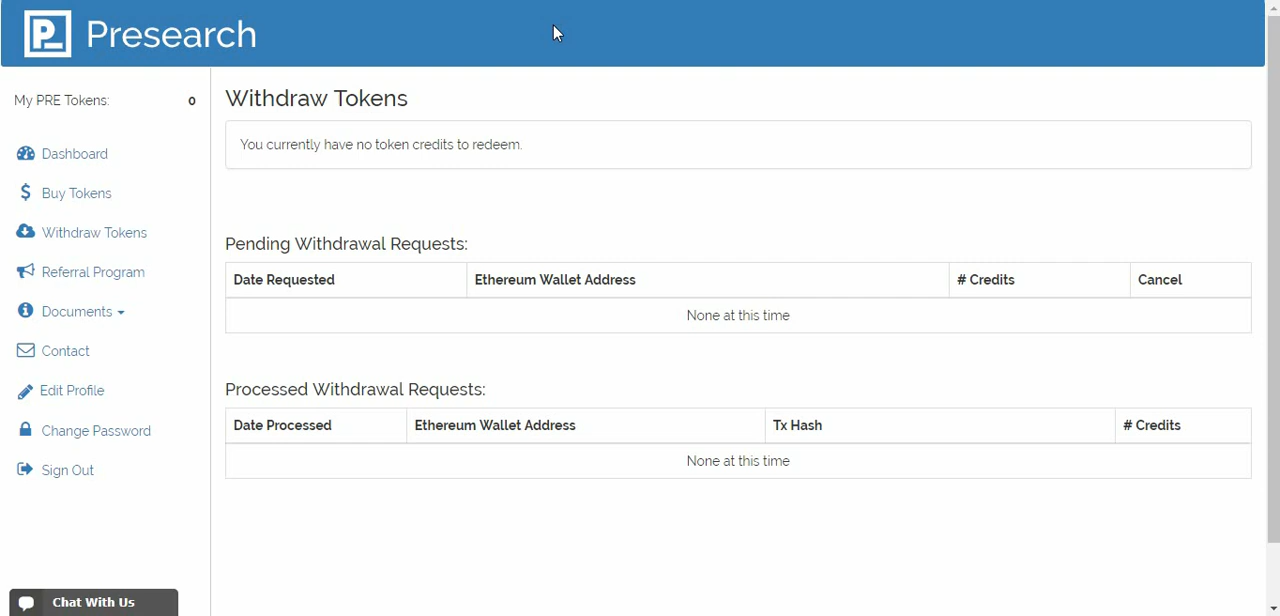 Presearch
My PRE Tokens: 0
Dashboard
Buy Tokens
Withdraw Tokens
Referral Program
Documents
Contact
Edit Profile
Change Password
Sign Out
Chat With Us
Withdraw Tokens
You currently have no token credits to redeem.
Pending Withdrawal Requests:
Date Requested Ethereum Wallet Address # Credits Cancel
None at this time
Processed Withdrawal Requests:
Date Processed Ethereum Wallet Address Tx Hash # Credits
None at this time